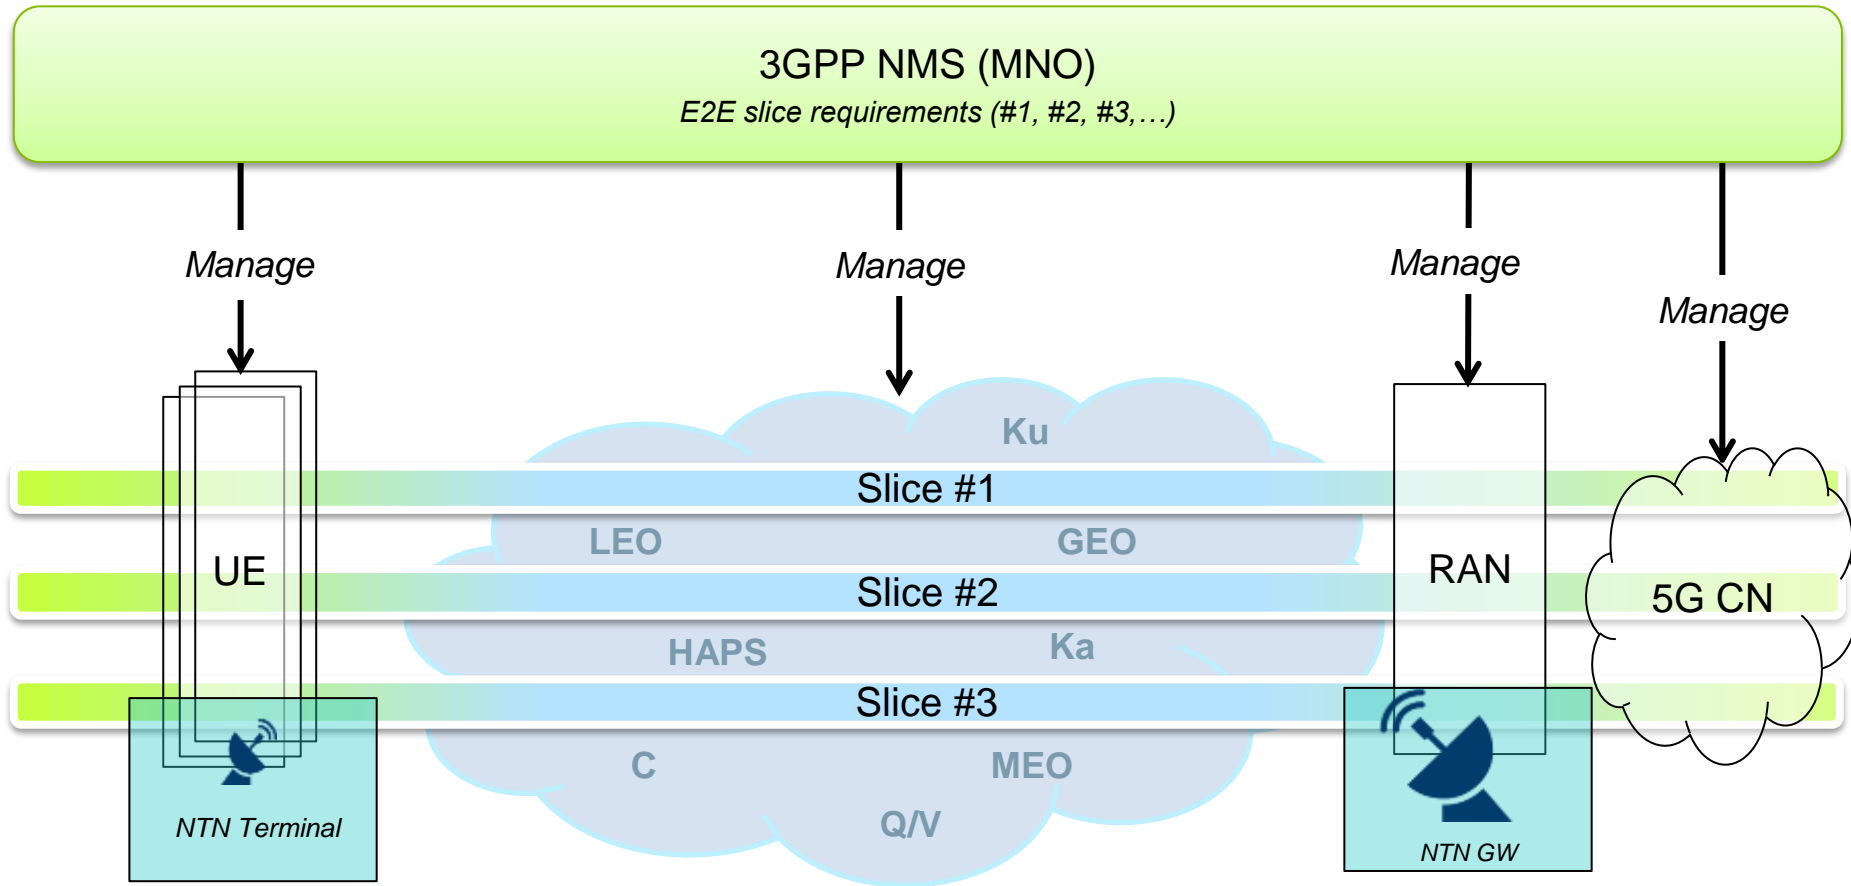 3GPP NMS (MNO)
E2E slice requirements (#1, #2, #3,…)
Manage
Manage
Manage
Manage
Ku
Slice #1
LEO
GEO
UE
RAN
Slice #2
5G CN
HAPS
Ka
Slice #3
C
MEO
Q/V
NTN Terminal
NTN GW